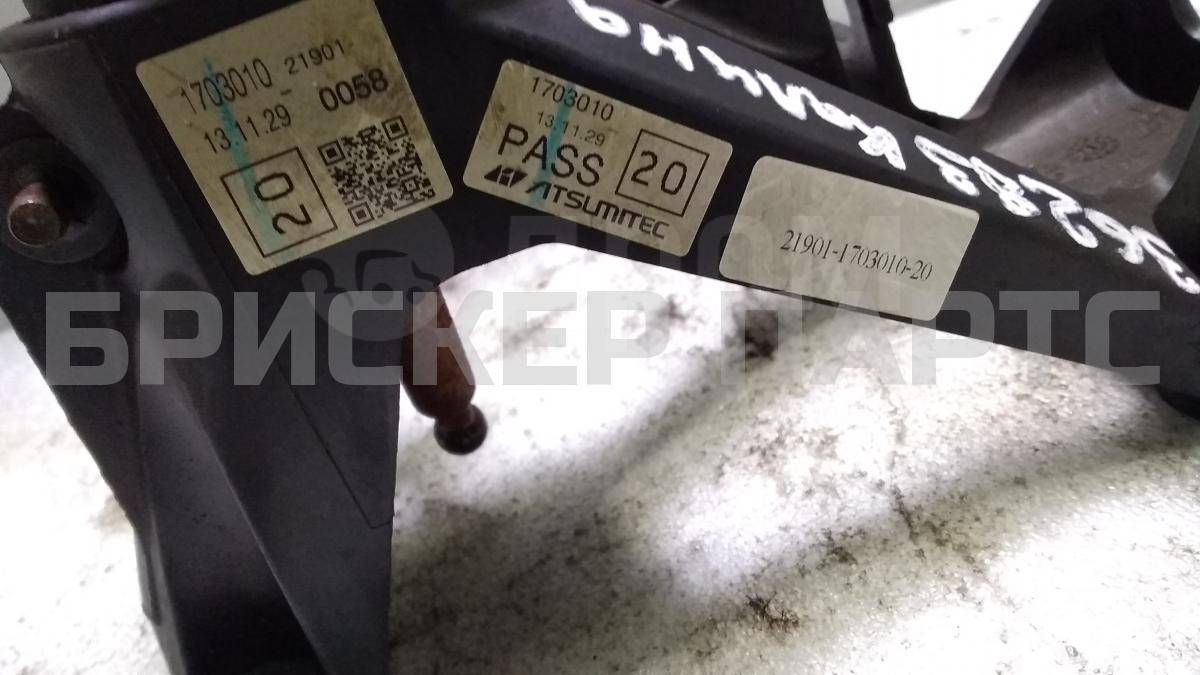 1703010 - 21901-
13.11.29 0058
20
1703010
13.11.29
PASS 20
ATSUMITEC
21901-1703010-20
36283 Калина
ДРОМ
БРИСКЕР ПАРТС